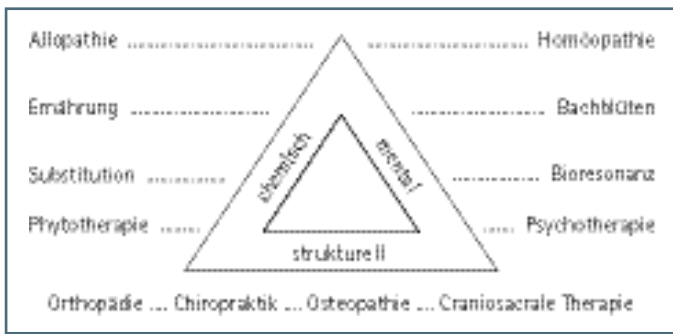 Allopathie ........................ Homöopathie
Ernährung ........................ Bachblüten
chemisch
mental
Substitution ............ Bioresonanz
Phytotherapie ...... Psychotherapie
strukturell
Orthopädie .... Chiropraktik .... Osteopathie .... Craniosacrale Therapie